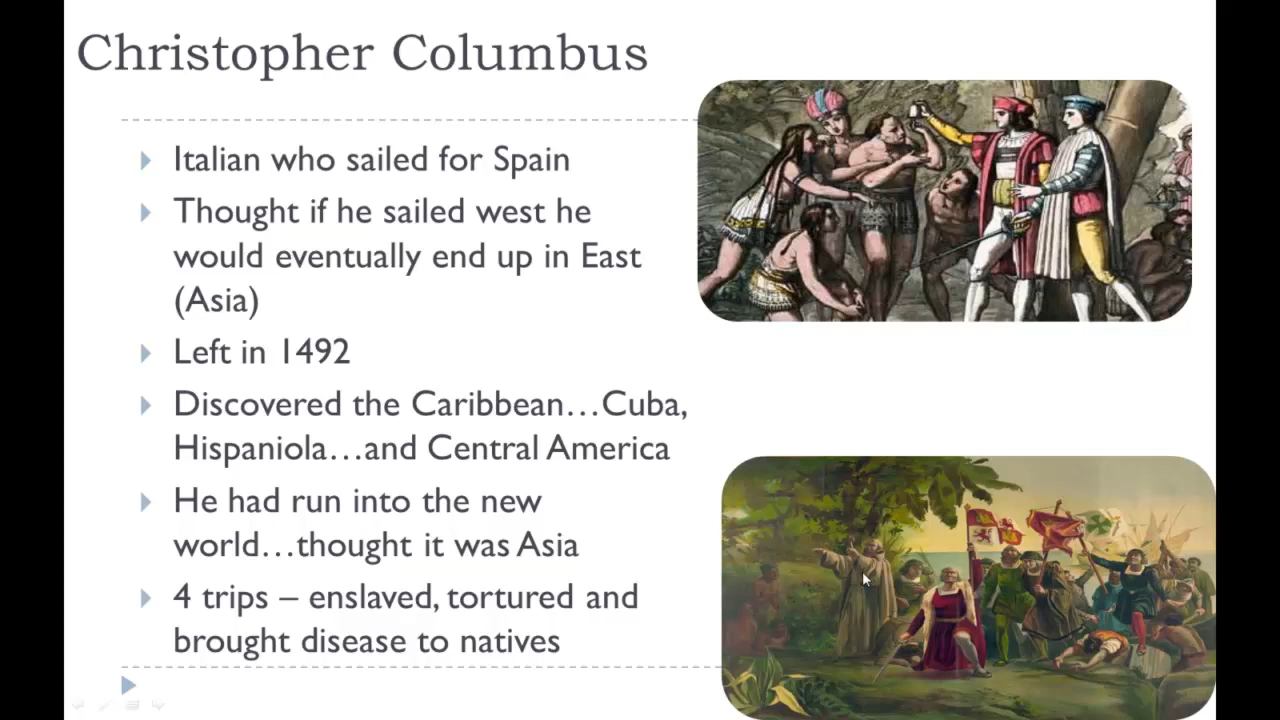 Christopher Columbus
Italian who sailed for Spain
Thought if he sailed west he
would eventually end up in East
(Asia)
Left in 1492
Discovered the Caribbean…Cuba,
Hispaniola…and Central America
He had run into the new
world…thought it was Asia
4 trips – enslaved, tortured and
brought disease to natives